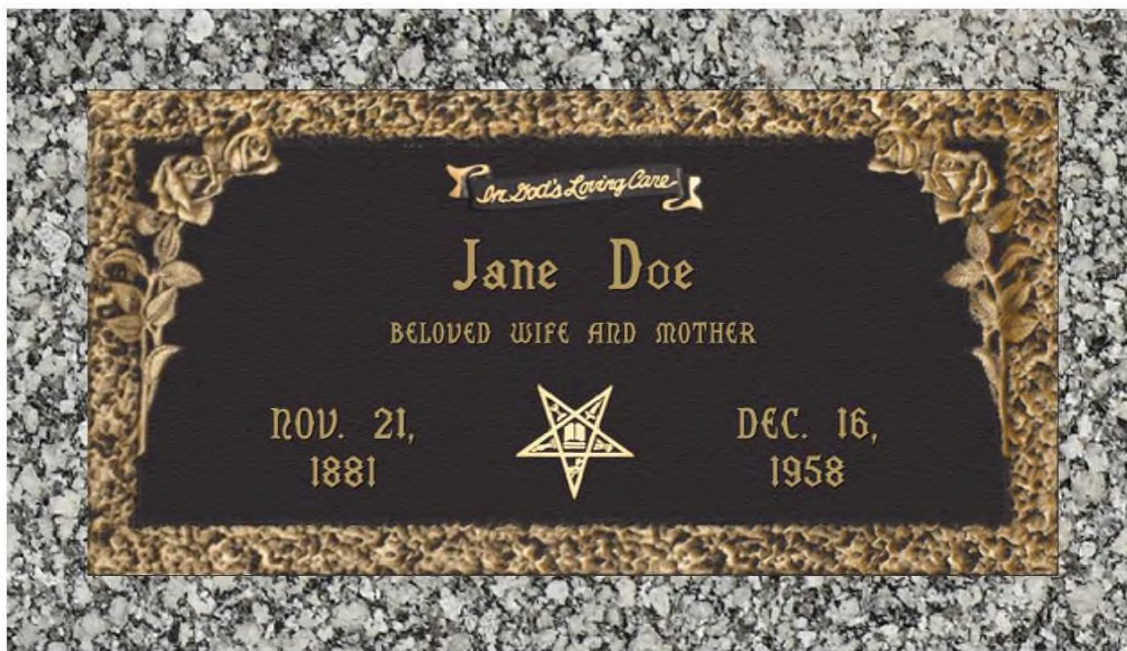 In God's Loving Care
Jane Doe
BELOVED WIFE AND MOTHER
NOV. 21,
1881
DEC. 16,
1958